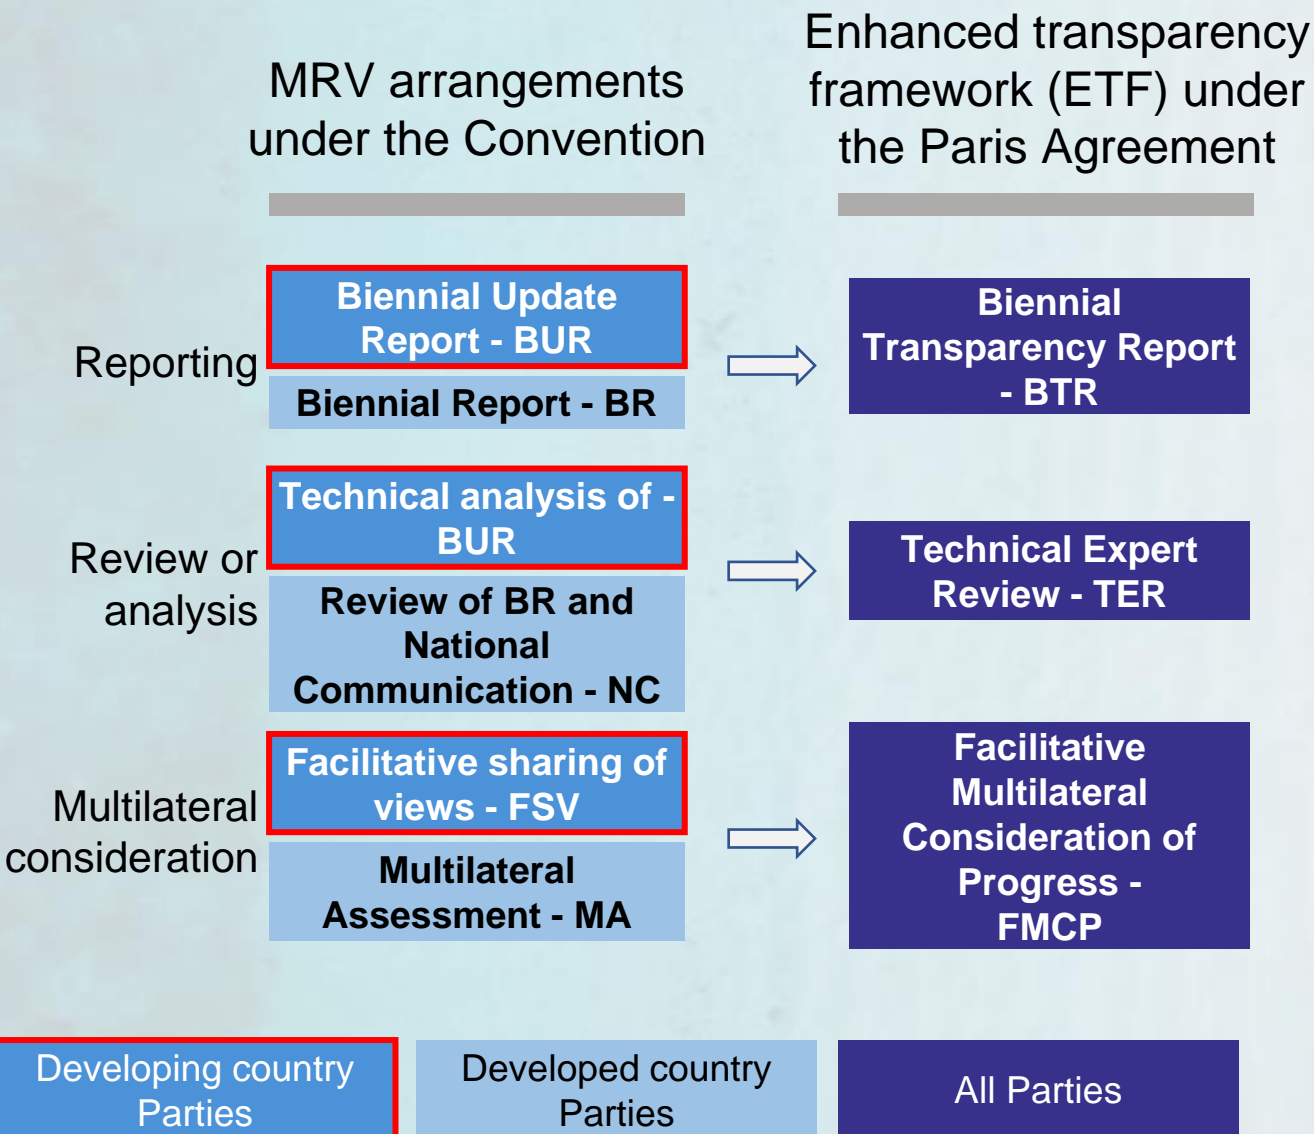 MRV arrangements
under the Convention
Enhanced transparency
framework (ETF) under
the Paris Agreement
Reporting
Biennial Update
Report - BUR
Biennial Report - BR
Biennial
Transparency Report
- BTR
Review or
analysis
Technical analysis of -
BUR
Review of BR and
National
Communication - NC
Technical Expert
Review - TER
Multilateral
consideration
Facilitative sharing of
views - FSV
Multilateral
Assessment - MA
Facilitative
Multilateral
Consideration of
Progress -
FMCP
Developing country
Parties
Developed country
Parties
All Parties